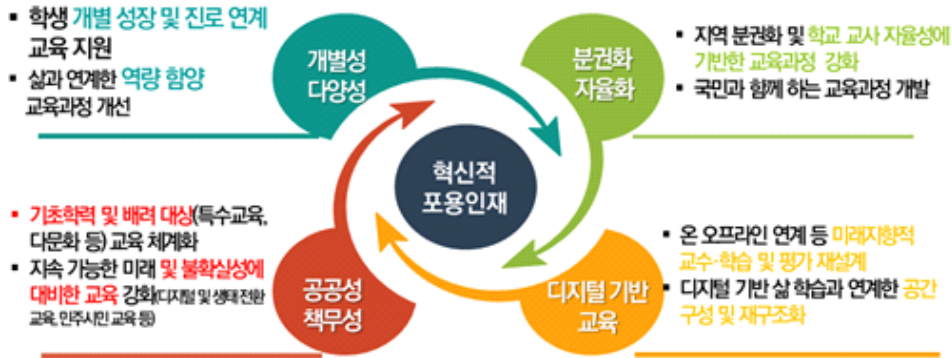 ▪ 학생 개별 성장 및 진로 연계
교육 지원
▪ 삶과 연계한 역량 함양
교육과정 개선
개별성
다양성
분권화
자율화
▪ 지역 분권화 및 학교 교사 자율성에
기반한 교육과정 강화
▪ 국민과 함께 하는 교육과정 개발
혁신적
포용인재
▪ 기초학력 및 배려 대상(특수교육,
다문화 등) 교육 체계화
▪ 지속 가능한 미래 및 불확실성에
대비한 교육 강화(디지털 및 생태 전환
교육, 민주시민 교육 등)
공공성
책무성
디지털 기반
교육
▪ 온 오프라인 연계 등 미래지향적
교수·학습 및 평가 재설계
▪ 디지털 기반 삶 학습과 연계한 공간
구성 및 재구조화